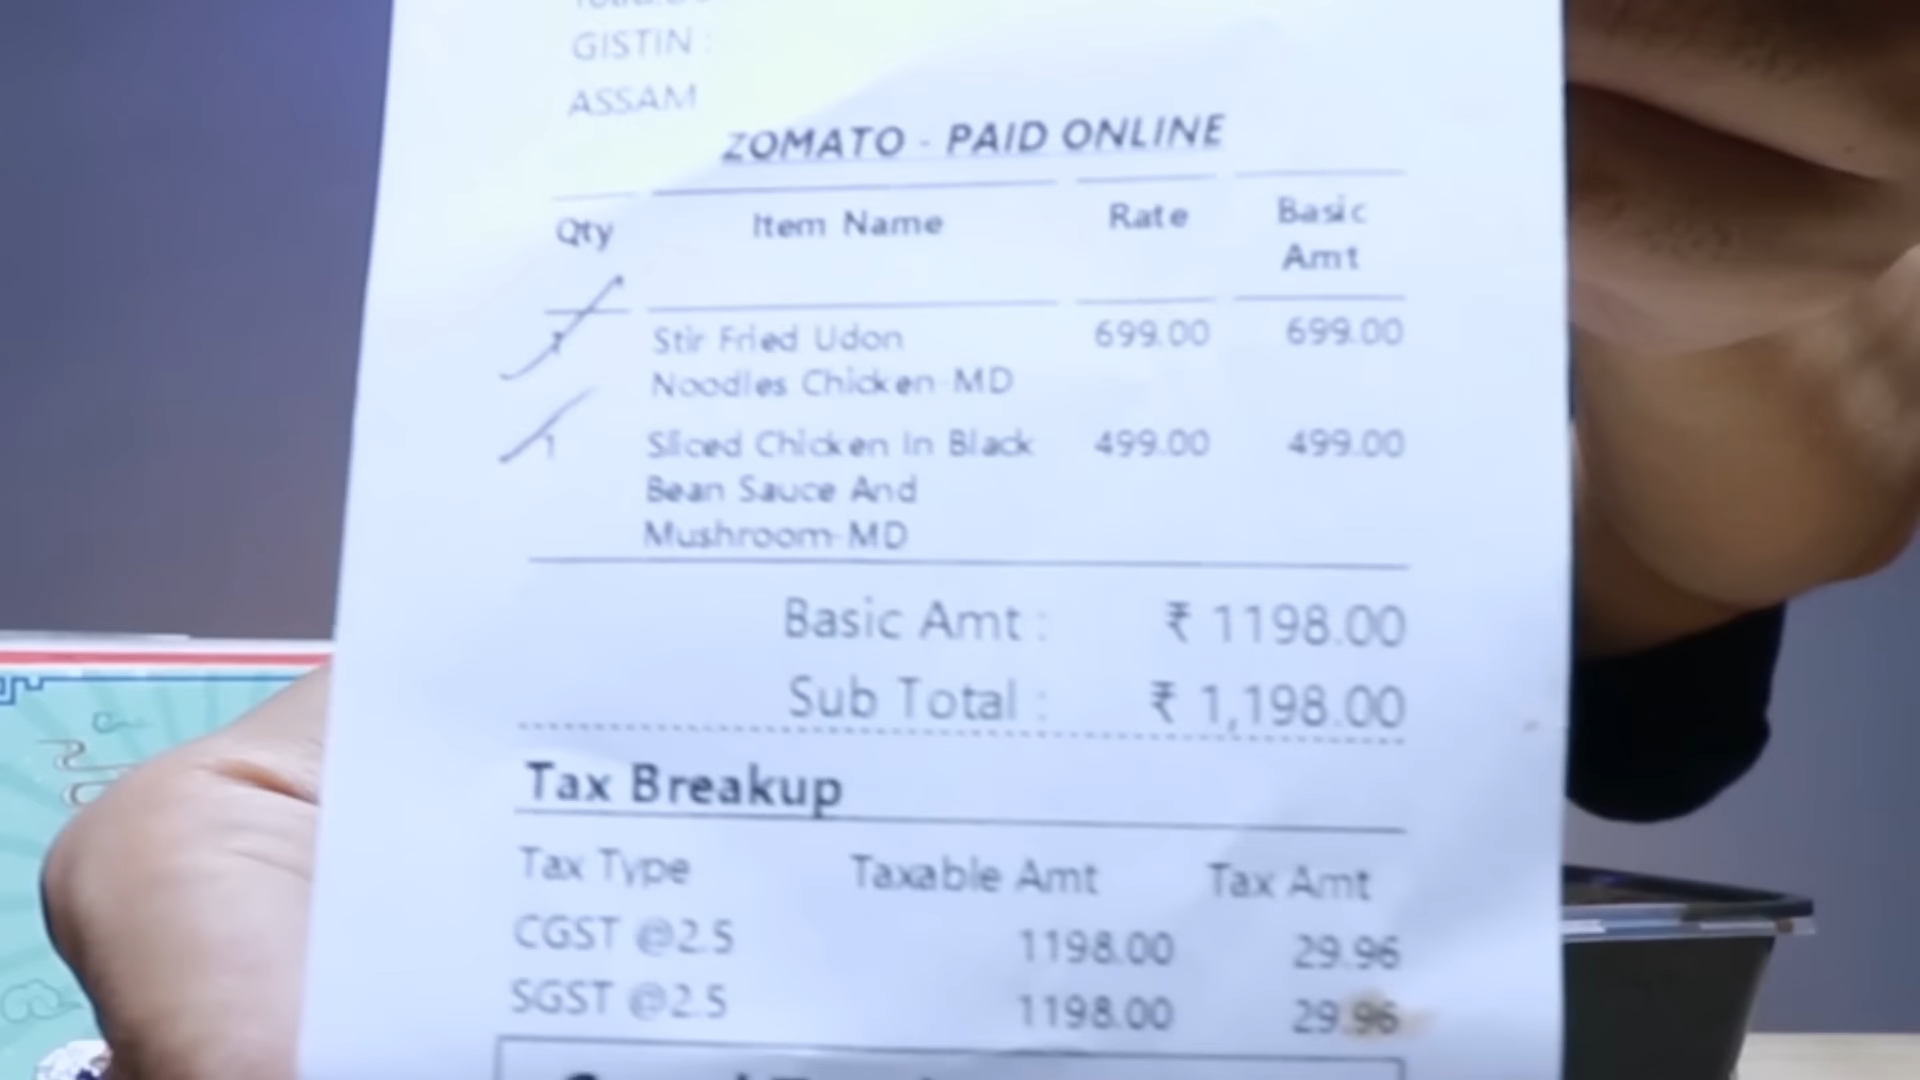 GISTIN :
ASSAM
ZOMATO - PAID ONLINE
Qty Item Name Rate Basic Amt
1 Stir Fried Udon 699.00 699.00
Noodles Chicken-MD
1 Sliced Chicken In Black 499.00 499.00
Bean Sauce And
Mushroom-MD
Basic Amt : ₹ 1198.00
Sub Total : ₹ 1,198.00
Tax Breakup
Tax Type Taxable Amt Tax Amt
CGST @2.5 1198.00 29.96
SGST @2.5 1198.00 29.96